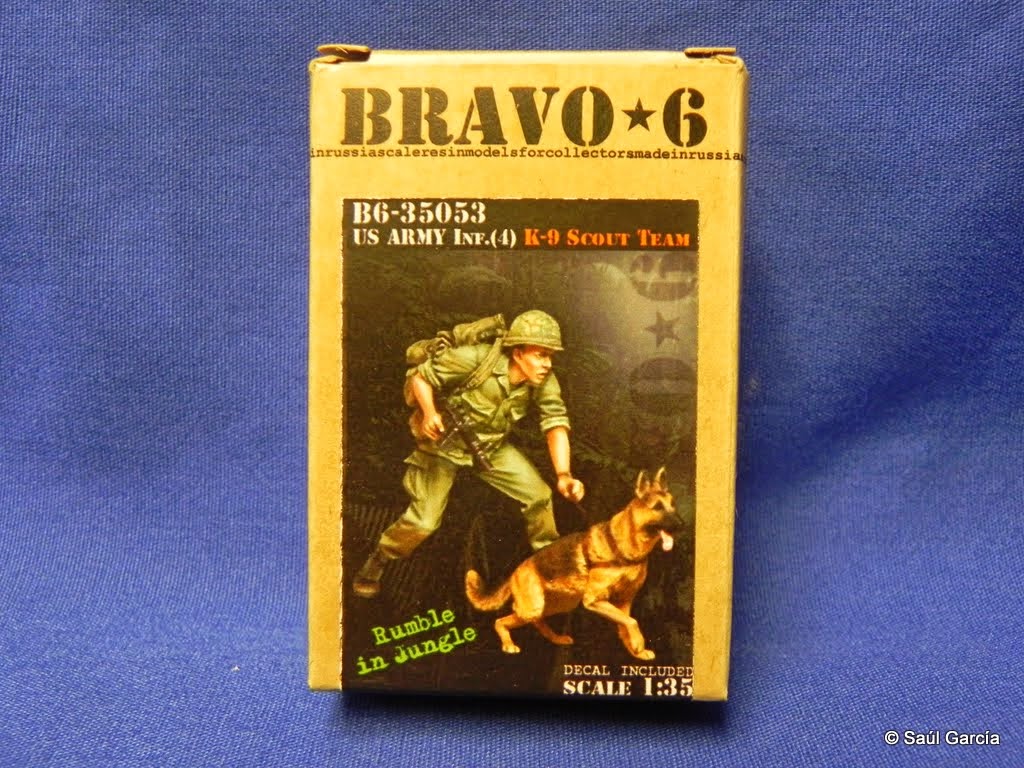 BRAVO★6
inrussiascaleresinmodelsforcollectorsmadeinrussia
B6-35053
US ARMY INF.(4) K-9 SCOUT TEAM
Rumble
in Jungle
DECAL INCLUDED
SCALE 1:35
© Saúl García